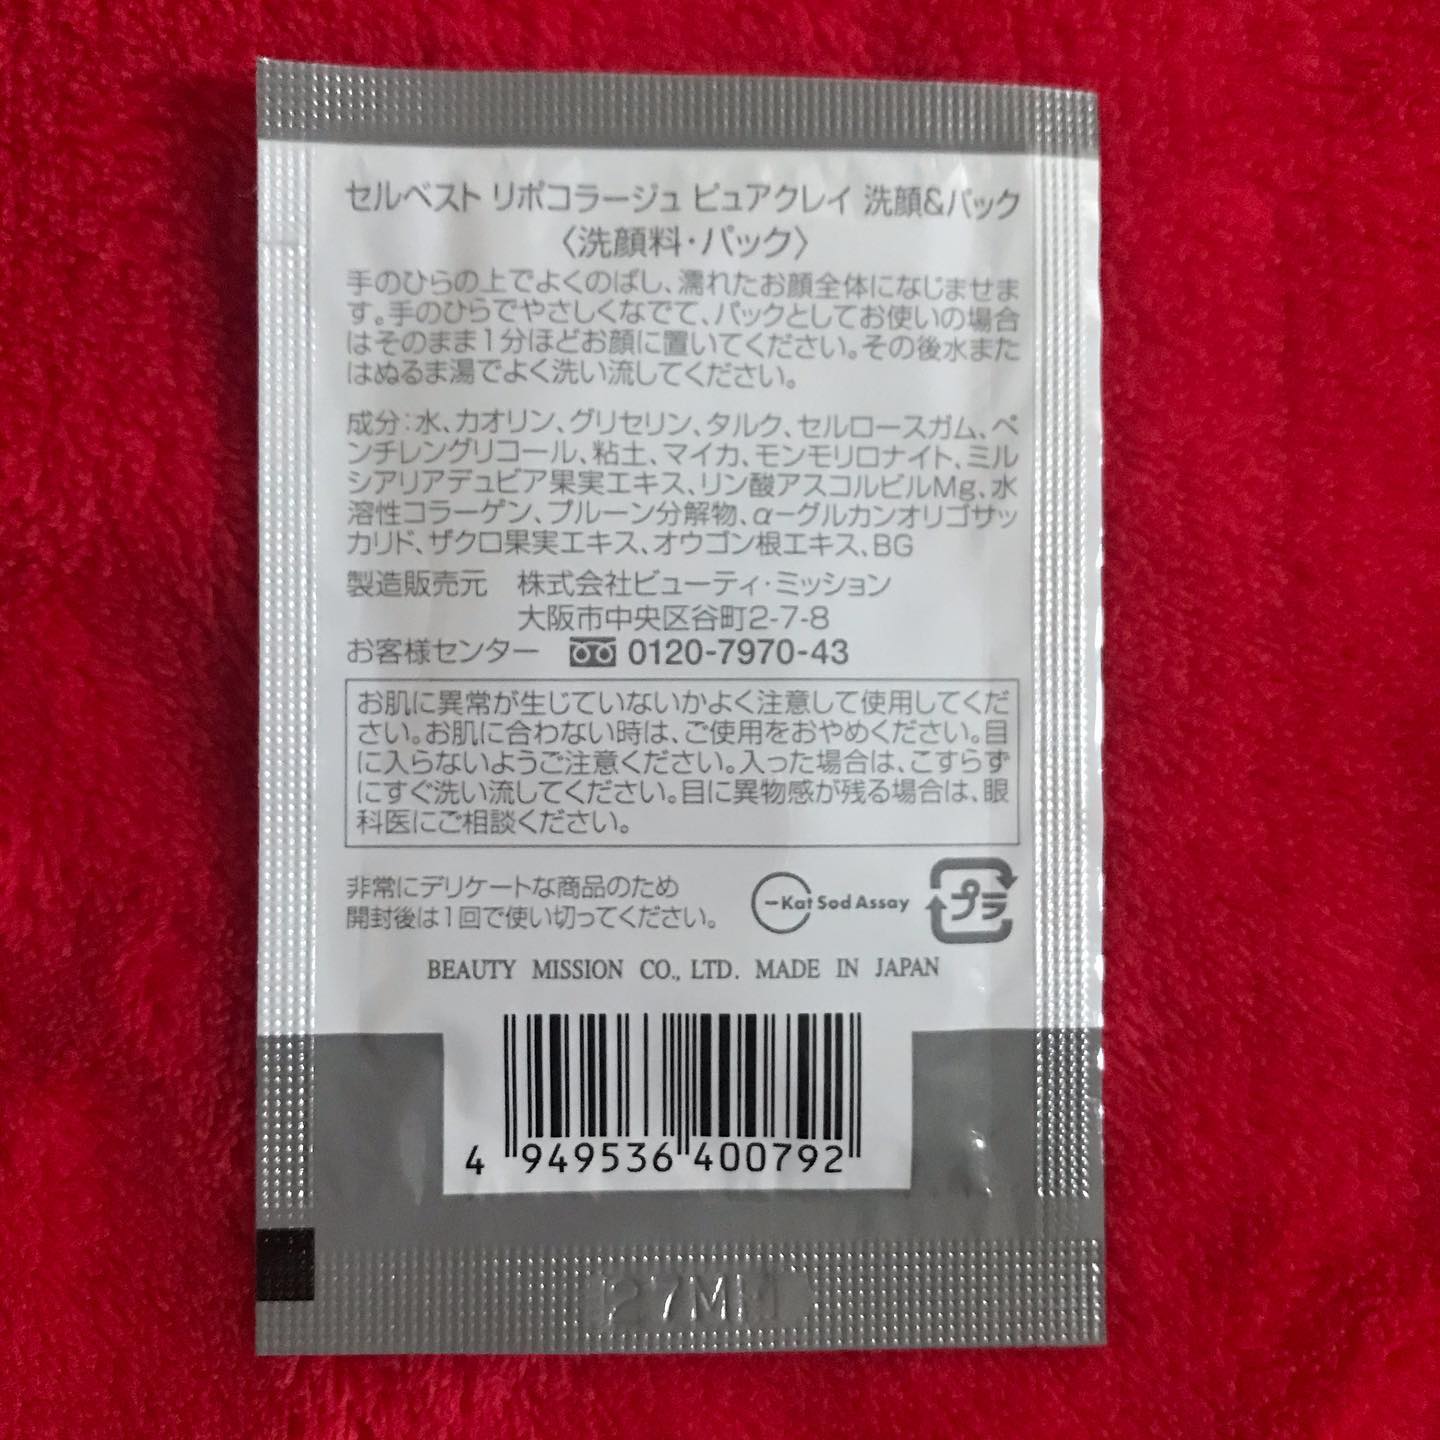 セルベスト リポコラージュ ピュアクレイ 洗顔&パック
〈洗顔料・パック〉
手のひらの上でよくのばし、濡れたお顔全体になじませま
す。手のひらでやさしくなでて、パックとしてお使いの場合
はそのまま1分ほどお顔に置いてください。その後水また
はぬるま湯でよく洗い流してください。
成分:水、カオリン、グリセリン、タルク、セルロースガム、ペ
ンチレングリコール、粘土、マイカ、モンモリロナイト、ミル
シアリアデュビア果実エキス、リン酸アスコルビルMg、水
溶性コラーゲン、プルーン分解物、α-グルカンオリゴサッ
カリド、ザクロ果実エキス、オウゴン根エキス、BG
製造販売元 株式会社ビューティ・ミッション
大阪市中央区谷町2-7-8
お客様センター 0120-7970-43
お肌に異常が生じていないかよく注意して使用してくだ
さい。お肌に合わない時は、ご使用をおやめください。目
に入らないようご注意ください。入った場合は、こすらず
にすぐ洗い流してください。目に異物感が残る場合は、眼
科医にご相談ください。
非常にデリケートな商品のため
開封後は1回で使い切ってください。
-Kat Sod Assay
プラ
BEAUTY MISSION CO., LTD. MADE IN JAPAN
4 949536 400792
27MM